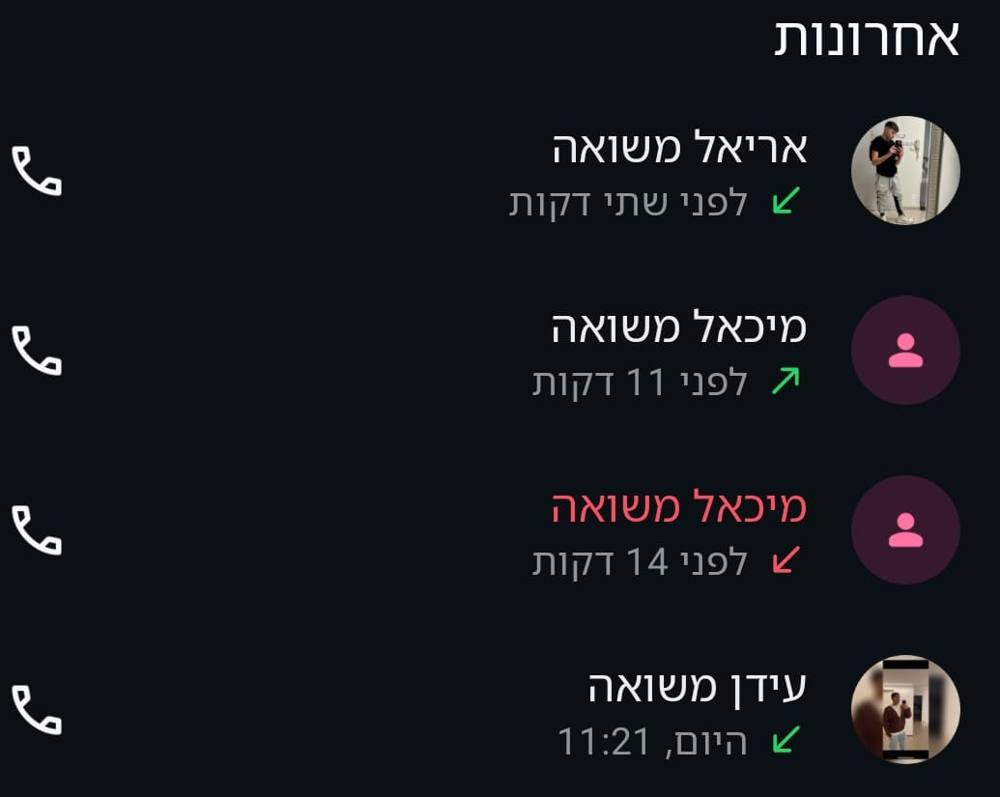 אחרונות
אריאל משואה
לפני שתי דקות
מיכאל משואה
לפני 11 דקות
מיכאל משואה
לפני 14 דקות
עידן משואה
היום, 11:21